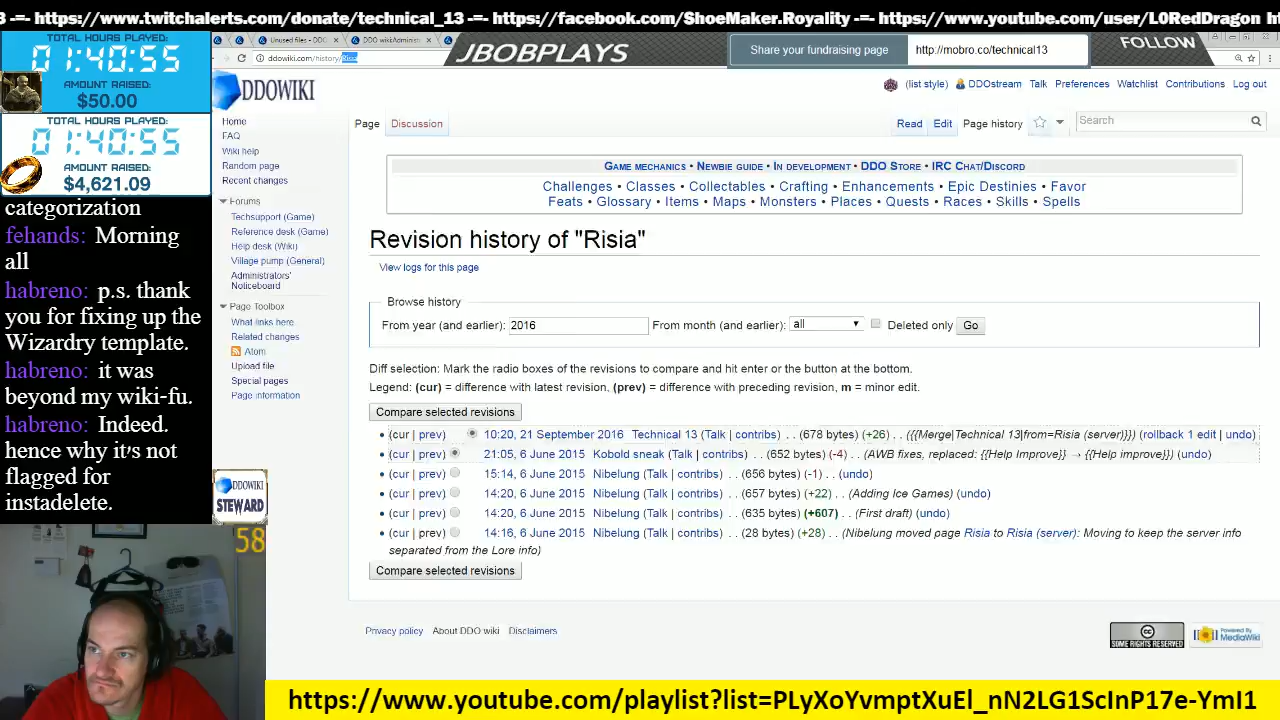 3 -=- https://www.twitchalerts.com/donate/technical_13 -=- https://facebook.com/ShoeMaker.Royality -=- https://www.youtube.com/user/L0RedDragon
TOTAL HOURS PLAYED:
01:40:55
AMOUNT RAISED:
$50.00
TOTAL HOURS PLAYED:
01:40:55
AMOUNT RAISED:
$4,621.09
categorization
fehands: Morning
all
habreno: p.s. thank
you for fixing up the
Wizardry template.
habreno: it was
beyond my wiki-fu.
habreno: Indeed.
hence why it's not
flagged for
instadelete.
Unused files - DDO
DDO wiki:Administ
ddowiki.com/history/Risia
JBOBPLAYS
Share your fundraising page
http://mobro.co/technical13
FOLLOW
DDOWIKI
(list style)
DDOstream
Talk
Preferences
Watchlist
Contributions
Log out
Home
FAQ
Wiki help
Random page
Recent changes
Forums
Techsupport (Game)
Reference desk (Game)
Help desk (Wiki)
Village pump (General)
Administrators'
Noticeboard
Page Toolbox
What links here
Related changes
Atom
Upload file
Special pages
Page information
DDOWIKI
STEWARD
58
Page
Discussion
Read
Edit
Page history
Search
Game mechanics • Newbie guide • In development • DDO Store • IRC Chat/Discord
Challenges • Classes • Collectables • Crafting • Enhancements • Epic Destinies • Favor
Feats • Glossary • Items • Maps • Monsters • Places • Quests • Races • Skills • Spells
Revision history of "Risia"
View logs for this page
Browse history
From year (and earlier): 2016 From month (and earlier): all Deleted only Go
Diff selection: Mark the radio boxes of the revisions to compare and hit enter or the button at the bottom.
Legend: (cur) = difference with latest revision, (prev) = difference with preceding revision, m = minor edit.
Compare selected revisions
(cur | prev) 10:20, 21 September 2016 Technical 13 (Talk | contribs) . . (678 bytes) (+26) . . ({{Merge|Technical 13|from=Risia (server)}}) (rollback 1 edit | undo)
(cur | prev) 21:05, 6 June 2015 Kobold sneak (Talk | contribs) . . (652 bytes) (-4) . . (AWB fixes, replaced: {{Help Improve}} → {{Help improve}}) (undo)
(cur | prev) 15:14, 6 June 2015 Nibelung (Talk | contribs) . . (656 bytes) (-1) . . (undo)
(cur | prev) 14:20, 6 June 2015 Nibelung (Talk | contribs) . . (657 bytes) (+22) . . (Adding Ice Games) (undo)
(cur | prev) 14:20, 6 June 2015 Nibelung (Talk | contribs) . . (635 bytes) (+607) . . (First draft) (undo)
(cur | prev) 14:16, 6 June 2015 Nibelung (Talk | contribs) . . (28 bytes) (+28) . . (Nibelung moved page Risia to Risia (server): Moving to keep the server info
separated from the Lore info)
Compare selected revisions
Privacy policy
About DDO wiki
Disclaimers
SOME RIGHTS RESERVED
Powered By
MediaWiki
https://www.youtube.com/playlist?list=PLyXoYvmptXuEl_nN2LG1ScInP17e-YmI1